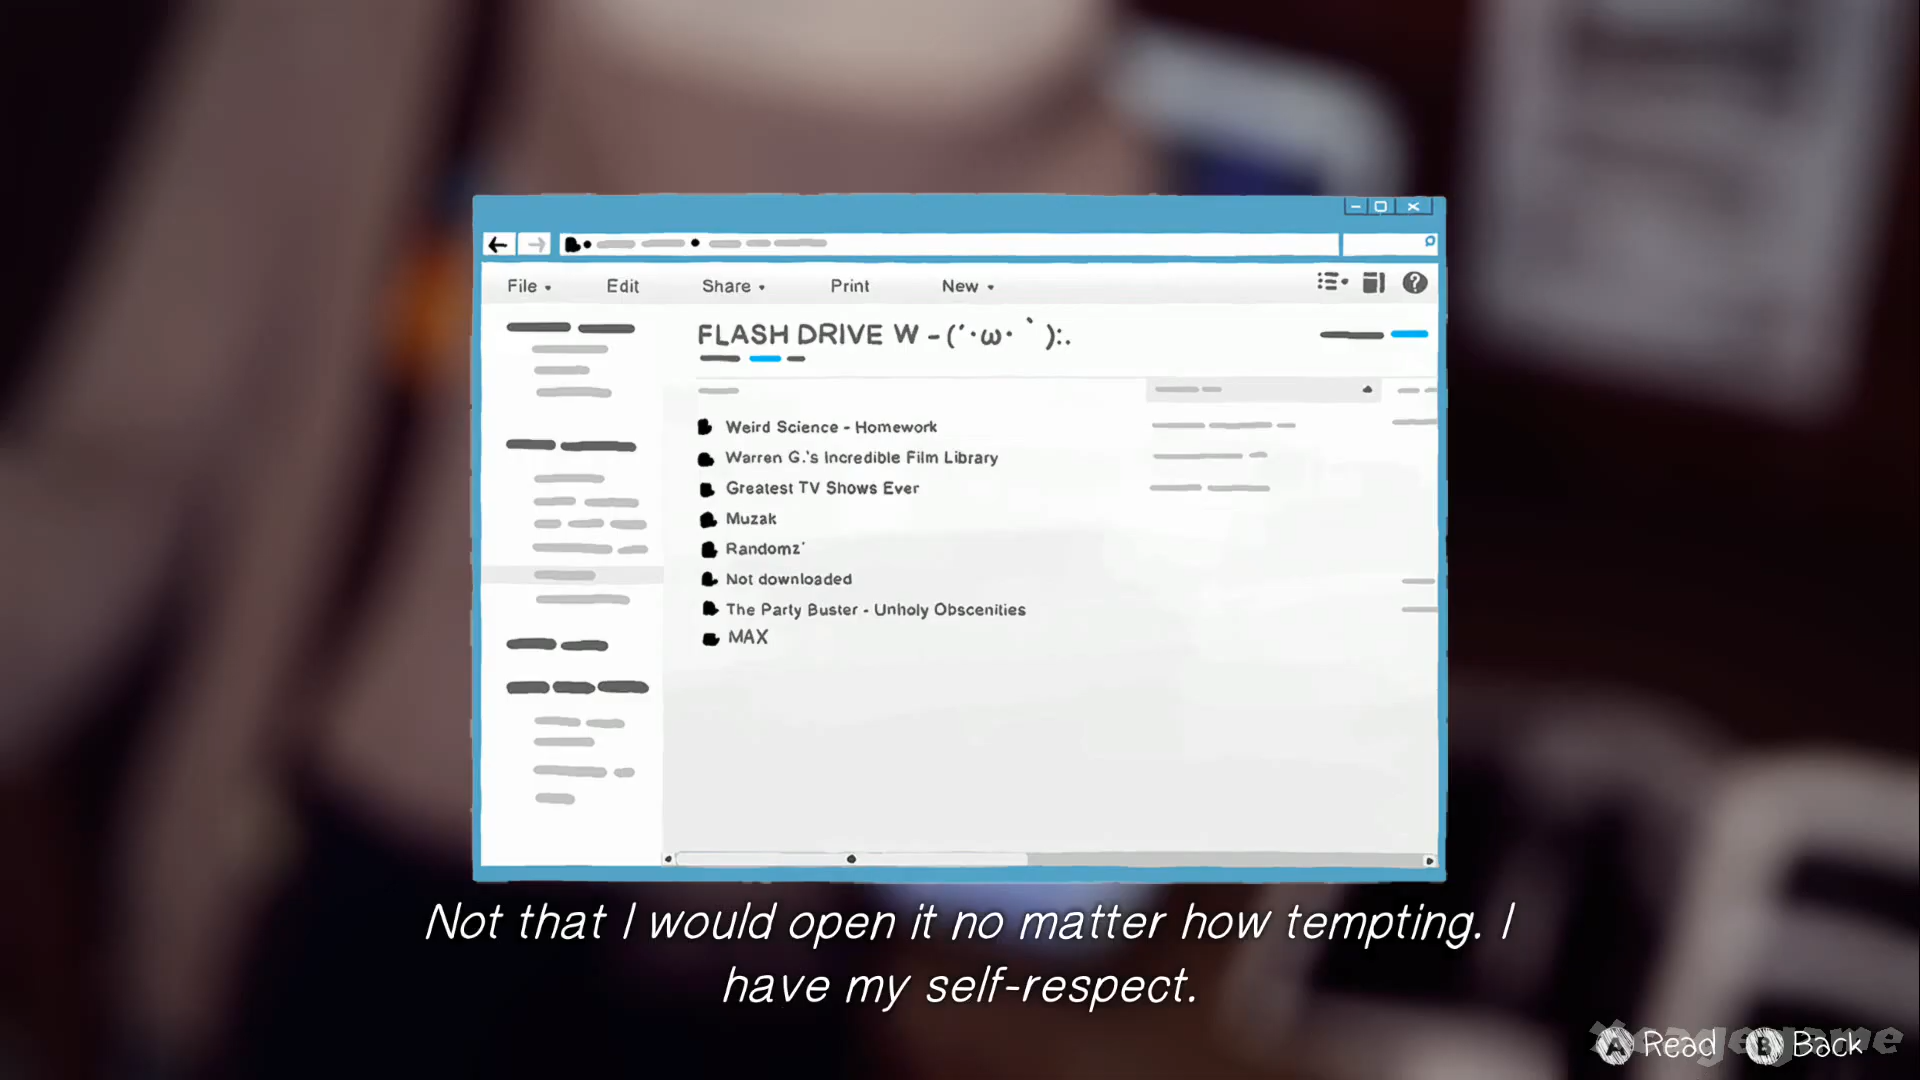 File
Edit
Share
Print
New
FLASH DRIVE W - (´·ω·`):.
Weird Science - Homework
Warren G.'s Incredible Film Library
Greatest TV Shows Ever
Muzak
Randomz'
Not downloaded
The Party Buster - Unholy Obscenities
MAX
Not that I would open it no matter how tempting. I
have my self-respect.
A Read B Back